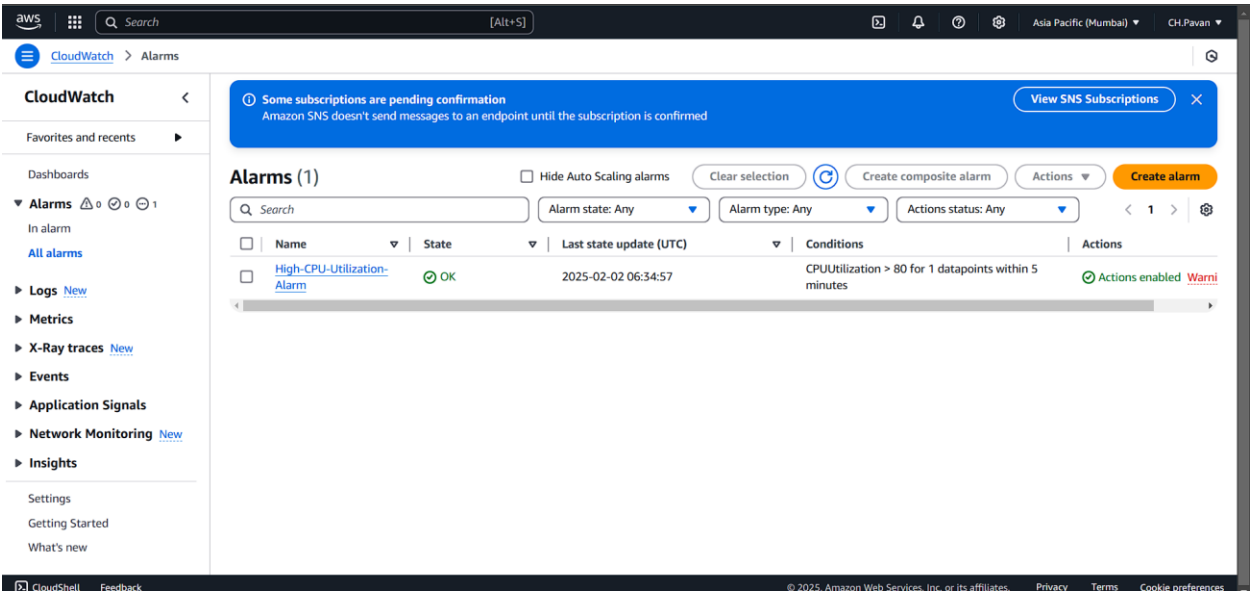 aws
Search [Alt+S] Asia Pacific (Mumbai) CH.Pavan
CloudWatch > Alarms
CloudWatch
Favorites and recents
Dashboards
Alarms 0 0 1
In alarm
All alarms
Logs New
Metrics
X-Ray traces New
Events
Application Signals
Network Monitoring New
Insights
Settings
Getting Started
What's new
Some subscriptions are pending confirmation
Amazon SNS doesn't send messages to an endpoint until the subscription is confirmed
View SNS Subscriptions
Alarms (1)
Hide Auto Scaling alarms
Clear selection
Create composite alarm
Actions
Create alarm
Search
Alarm state: Any
Alarm type: Any
Actions status: Any
1
Name State Last state update (UTC) Conditions Actions
High-CPU-Utilization-
Alarm
OK
2025-02-02 06:34:57
CPUUtilization > 80 for 1 datapoints within 5
minutes
Actions enabled Warni
CloudShell Feedback © 2025, Amazon Web Services, Inc. or its affiliates. Privacy Terms Cookie preferences